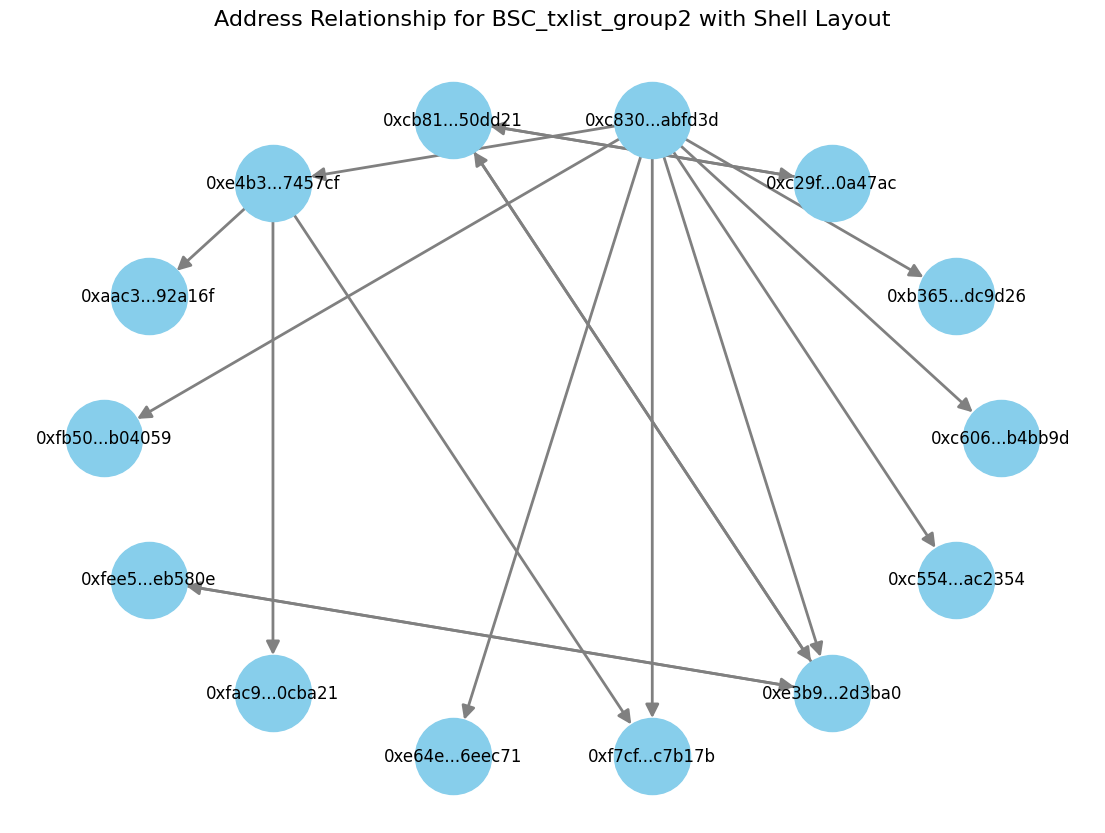 Address Relationship for BSC_txlist_group2 with Shell Layout
0xcb81...50dd21
0xc830...abfd3d
0xe4b3...7457cf
0xc29f...0a47ac
0xaac3...92a16f
0xb365...dc9d26
0xfb50...b04059
0xc606...b4bb9d
0xfee5...eb580e
0xc554...ac2354
0xfac9...0cba21
0xe3b9...2d3ba0
0xe64e...6eec71
0xf7cf...c7b17b